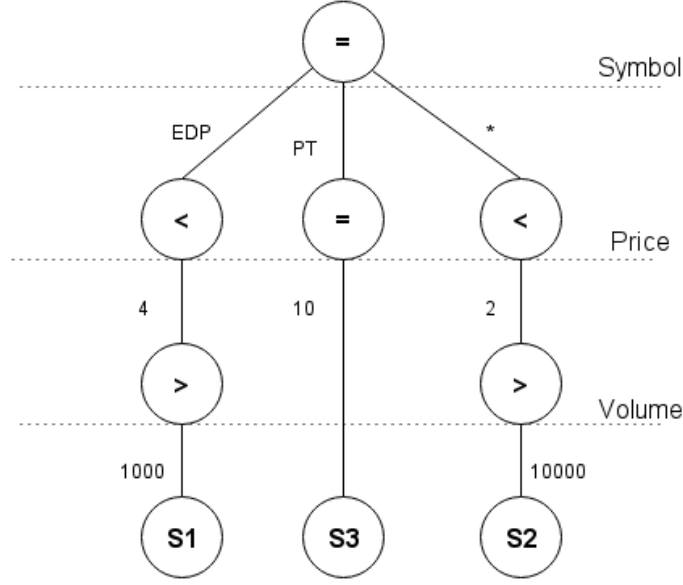 =
Symbol
EDP
PT
*
<
=
<
Price
4
10
2
>
>
Volume
1000
10000
S1
S3
S2